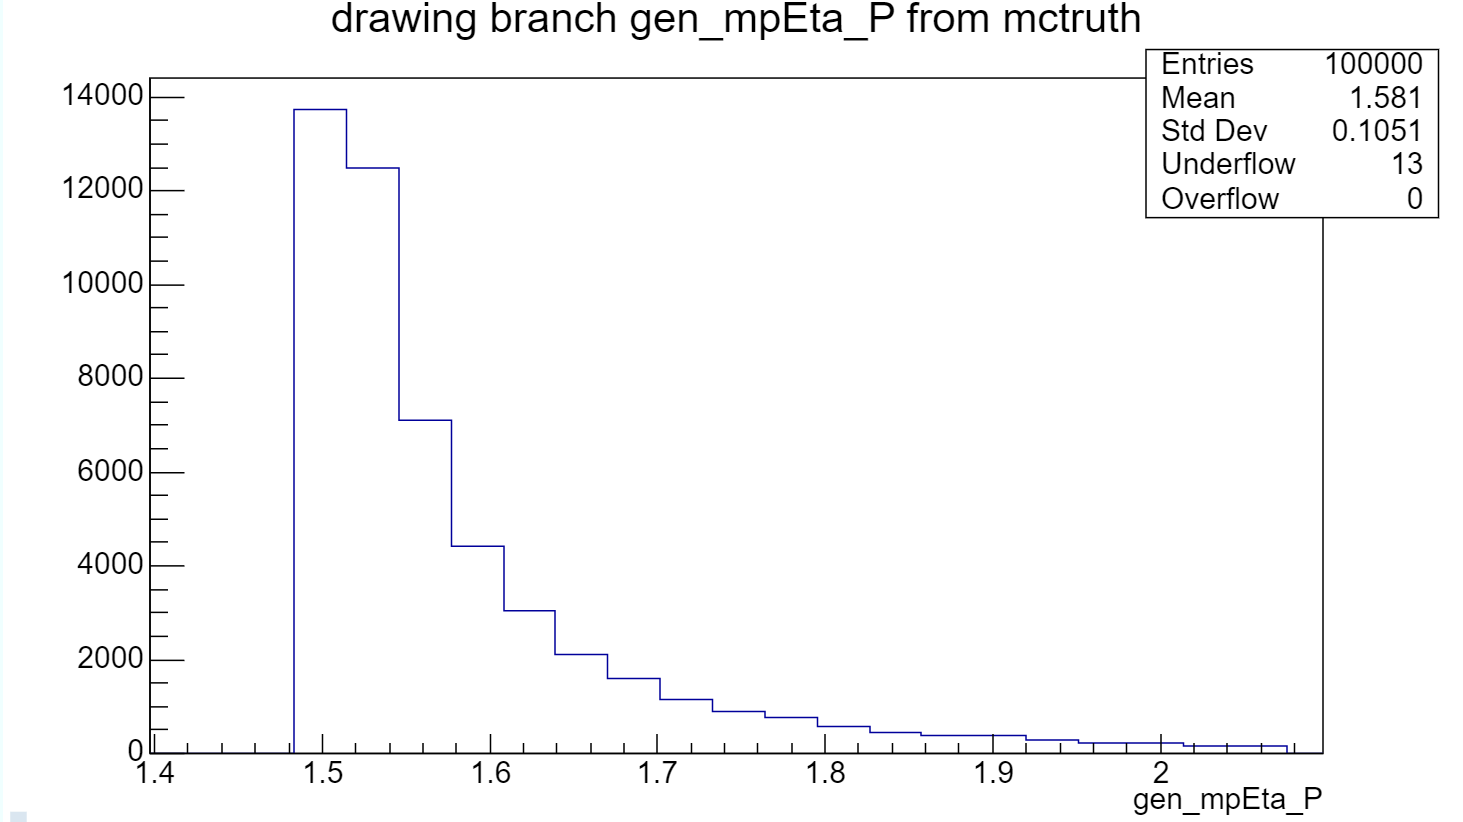 drawing branch gen_mpEta_P from mctruth
Entries 100000
Mean 1.581
Std Dev 0.1051
Underflow 13
Overflow 0
14000
12000
10000
8000
6000
4000
2000
0
1.4 1.5 1.6 1.7 1.8 1.9 2
gen_mpEta_P